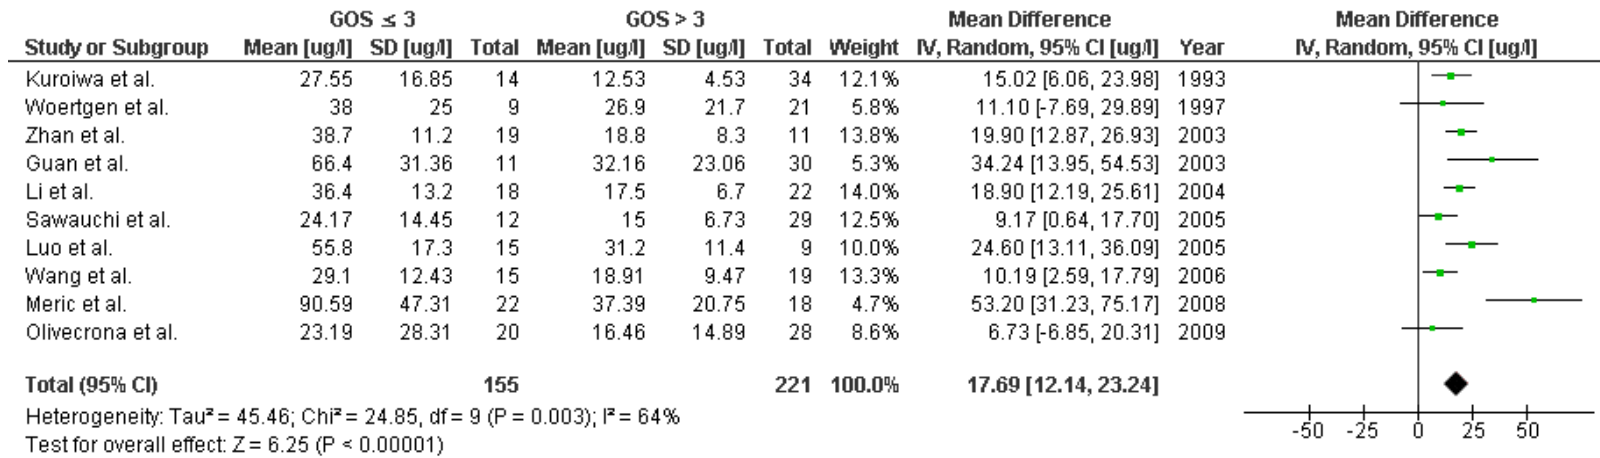 GOS ≤ 3 GOS > 3 Mean Difference Mean Difference
Study or Subgroup Mean [ug/l] SD [ug/l] Total Mean [ug/l] SD [ug/l] Total Weight IV, Random, 95% CI [ug/l] Year IV, Random, 95% CI [ug/l]
Kuroiwa et al. 27.55 16.85 14 12.53 4.53 34 12.1% 15.02 [6.06, 23.98] 1993
Woertgen et al. 38 25 9 26.9 21.7 21 5.8% 11.10 [-7.69, 29.89] 1997
Zhan et al. 38.7 11.2 19 18.8 8.3 11 13.8% 19.90 [12.87, 26.93] 2003
Guan et al. 66.4 31.36 11 32.16 23.06 30 5.3% 34.24 [13.95, 54.53] 2003
Li et al. 36.4 13.2 18 17.5 6.7 22 14.0% 18.90 [12.19, 25.61] 2004
Sawauchi et al. 24.17 14.45 12 15 6.73 29 12.5% 9.17 [0.64, 17.70] 2005
Luo et al. 55.8 17.3 15 31.2 11.4 9 10.0% 24.60 [13.11, 36.09] 2005
Wang et al. 29.1 12.43 15 18.91 9.47 19 13.3% 10.19 [2.59, 17.79] 2006
Meric et al. 90.59 47.31 22 37.39 20.75 18 4.7% 53.20 [31.23, 75.17] 2008
Olivecrona et al. 23.19 28.31 20 16.46 14.89 28 8.6% 6.73 [-6.85, 20.31] 2009
Total (95% CI) 155 221 100.0% 17.69 [12.14, 23.24]
Heterogeneity: Tau² = 45.46; Chi² = 24.85, df = 9 (P = 0.003); I² = 64%
Test for overall effect: Z = 6.25 (P < 0.00001)
-50 -25 0 25 50